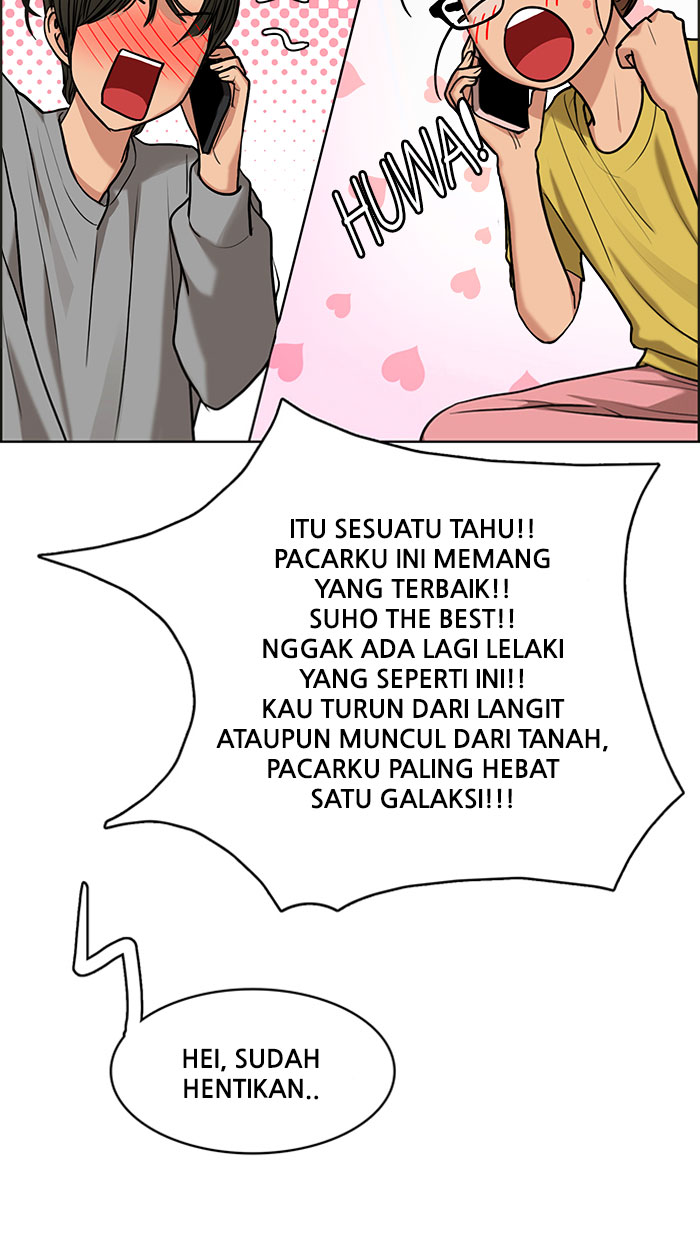 HUWA!
ITU SESUATU TAHU!!
PACARKU INI MEMANG
YANG TERBAIK!!
SUHO THE BEST!!
NGGAK ADA LAGI LELAKI
YANG SEPERTI INI!!
KAU TURUN DARI LANGIT
ATAUPUN MUNCUL DARI TANAH,
PACARKU PALING HEBAT
SATU GALAKSI!!!
HEI, SUDAH
HENTIKAN..